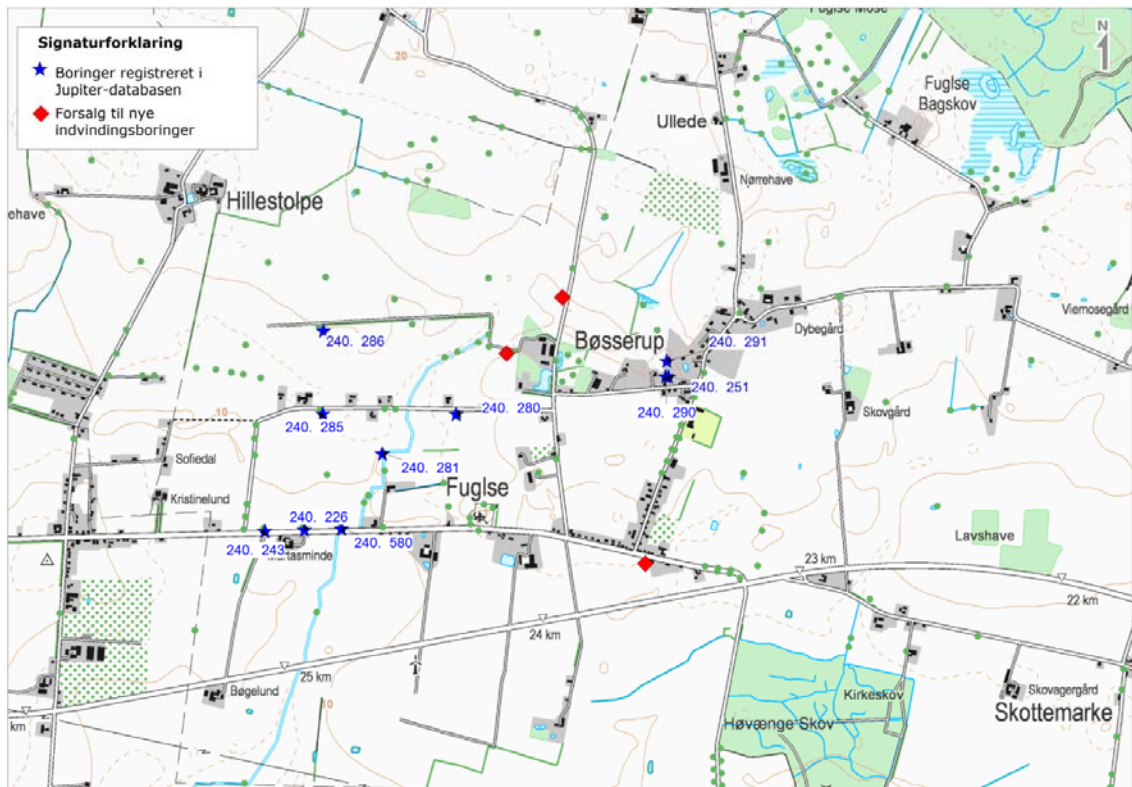 Signaturforklaring
Boringer registreret i
Jupiter-databasen
Forsalg til nye
indvindingsboringer
Fuglse Mose
N
20
Fuglse
Bagskov
Ullede
Nørrehave
Hillestolpe
ehave
Viemosegård
Dybegård
Bøsserup
240. 291
240. 286
240. 251
240. 280
240. 290
10
240. 285
Skovgård
Sofiedal
240. 281
Kristinelund
Fuglse
240. 226
240. 243
240. 580
Lavshave
23 km
22 km
24 km
25 km
Bøgelund
Kirkeskov
Skovagergård
Skottemarke
Høvænge Skov
10
km